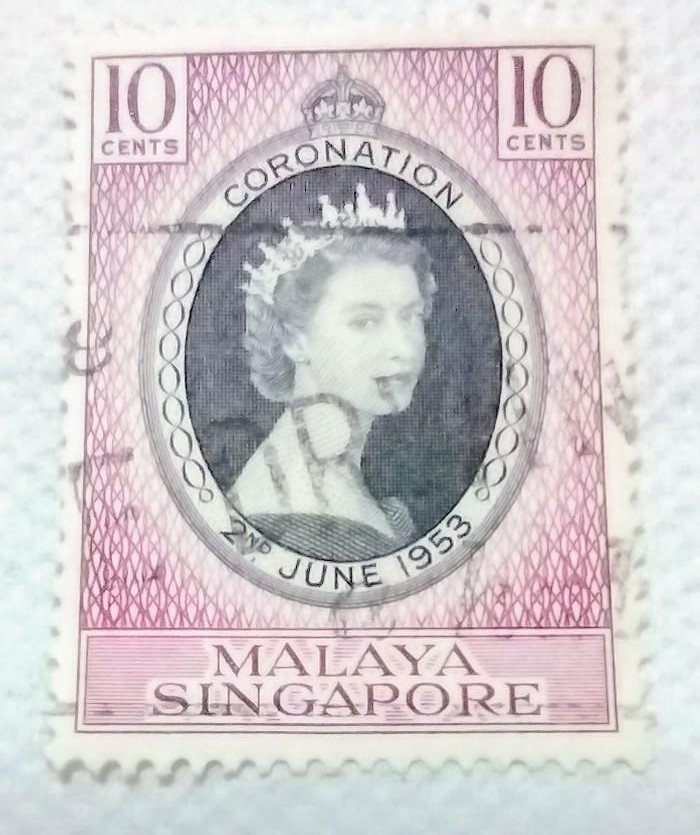 10
CENTS
10
CENTS
CORONATION
2ND JUNE 1953
MALAYA
SINGAPORE